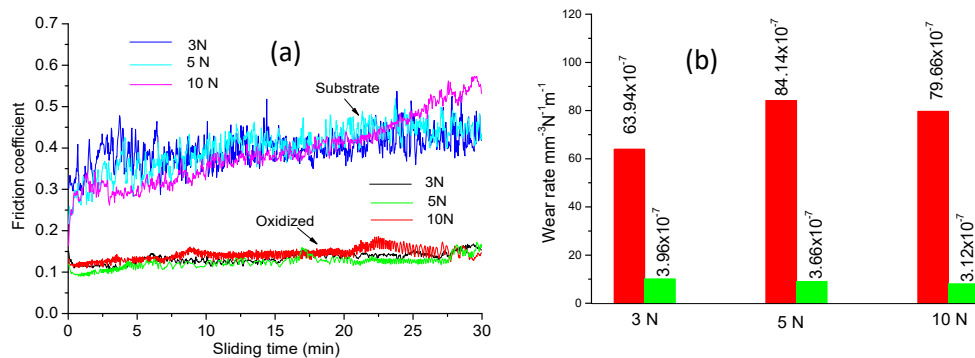 (a)
3N
5 N
10 N
Substrate
3N
5N
10N
Oxidized
0.7
0.6
0.5
0.4
0.3
0.2
0.1
0.0
Friction coefficient
0 5 10 15 20 25 30
Sliding time (min)
(b)
120
100
80
60
40
20
0
Wear rate mm⁻³N⁻¹m⁻¹
63.94x10⁻⁷
3.96x10⁻⁷
84.14x10⁻⁷
3.66x10⁻⁷
79.66x10⁻⁷
3.12x10⁻⁷
3 N 5 N 10 N